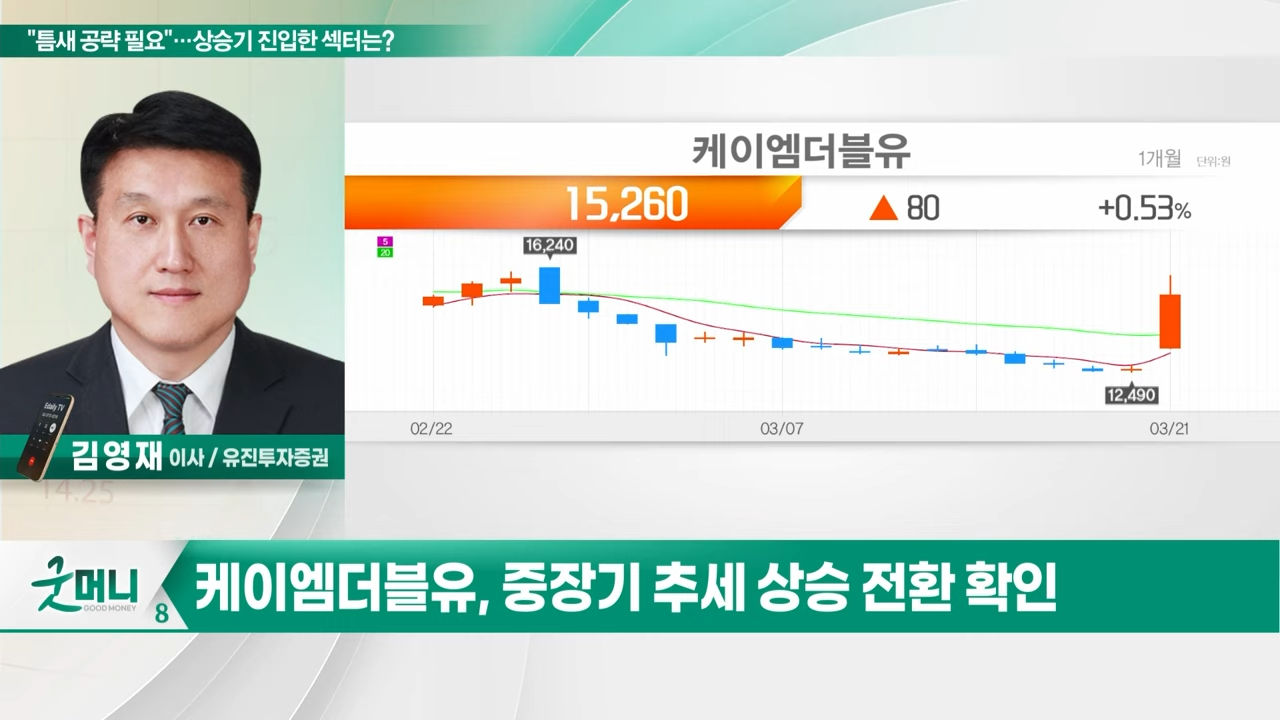 "틈새 공략 필요"…상승기 진입한 섹터는?
케이엠더블유
1개월 단위:원
15,260 ▲ 80 +0.53%
5
20
16,240
12,490
02/22 03/07 03/21
Edaily TV
김영재 이사 / 유진투자증권
14.25
굿머니
GOOD MONEY
8
케이엠더블유, 중장기 추세 상승 전환 확인